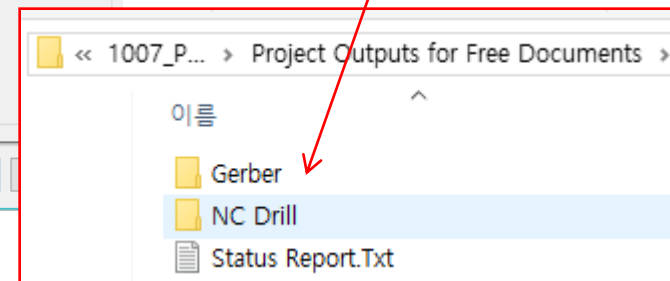 « 1007_P... > Project Outputs for Free Documents >
이름
Gerber
NC Drill
Status Report.Txt